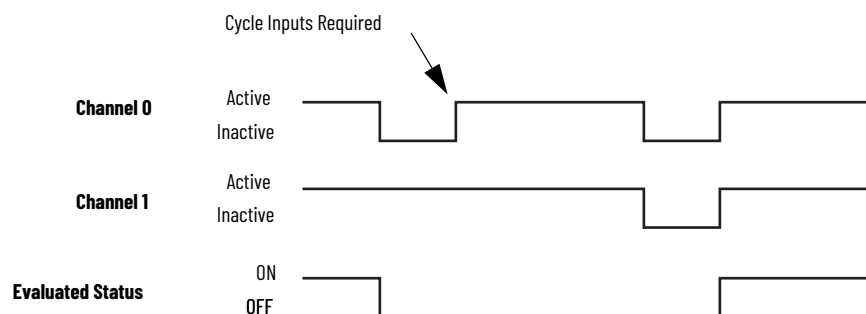 Cycle Inputs Required
Channel 0
Active
Inactive
Channel 1
Active
Inactive
Evaluated Status
ON
OFF